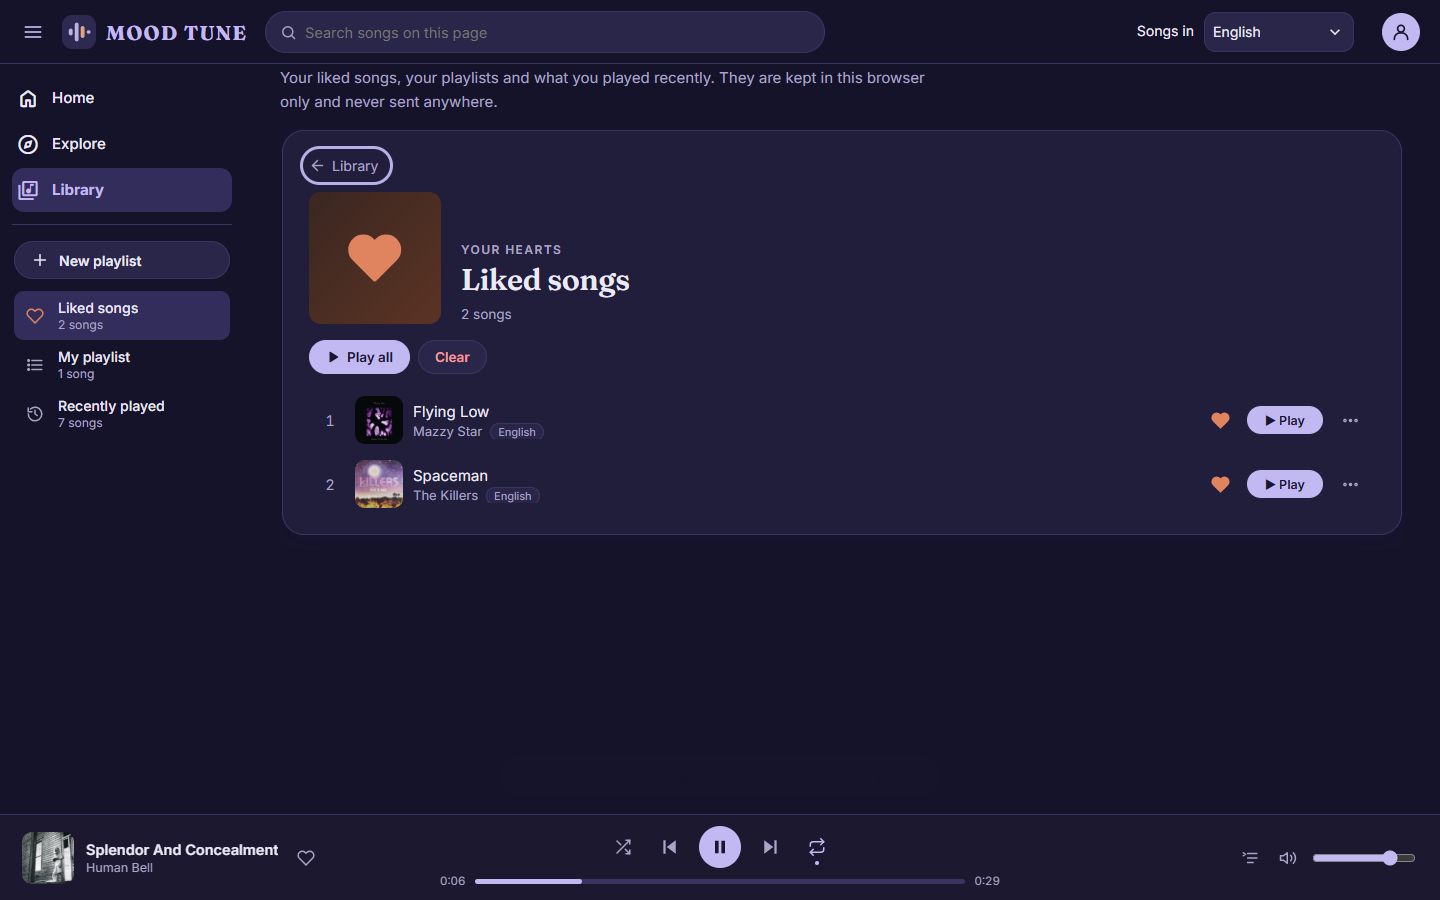 MOOD TUNE
Search songs on this page
Songs in
English
Home
Explore
Library
New playlist
Liked songs
2 songs
My playlist
1 song
Recently played
7 songs
Your liked songs, your playlists and what you played recently. They are kept in this browser
only and never sent anywhere.
Library
YOUR HEARTS
Liked songs
2 songs
Play all
Clear
1
Flying Low
Mazzy Star English
Play
2
Spaceman
The Killers English
Play
KILLERS
Splendor And Concealment
Human Bell
0:06
0:29